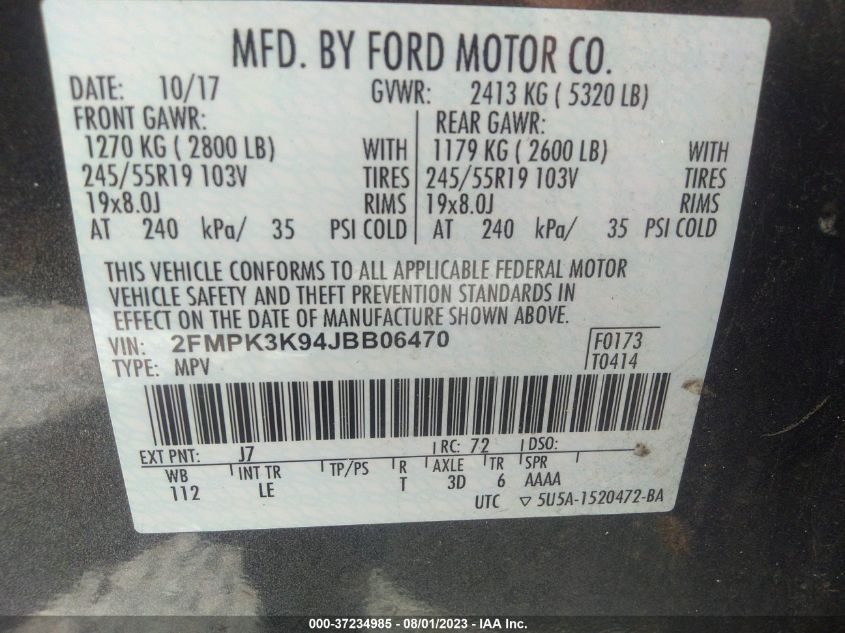 MFD. BY FORD MOTOR CO.
DATE: 10/17 GVWR: 2413 KG ( 5320 LB)
FRONT GAWR: REAR GAWR:
1270 KG ( 2800 LB) WITH 1179 KG ( 2600 LB) WITH
245/55R19 103V TIRES 245/55R19 103V TIRES
19x8.0J RIMS 19x8.0J RIMS
AT 240 kPa/ 35 PSI COLD AT 240 kPa/ 35 PSI COLD
THIS VEHICLE CONFORMS TO ALL APPLICABLE FEDERAL MOTOR
VEHICLE SAFETY AND THEFT PREVENTION STANDARDS IN
EFFECT ON THE DATE OF MANUFACTURE SHOWN ABOVE.
VIN: 2FMPK3K94JBB06470 F0173
TYPE: MPV T0414
EXT PNT: J7 RC: 72 DSO:
WB INT TR TP/PS R AXLE TR SPR
112 LE T 3D 6 AAAA
UTC ▽ 5U5A-1520472-BA
000-37234985 - 08/01/2023 - IAA Inc.